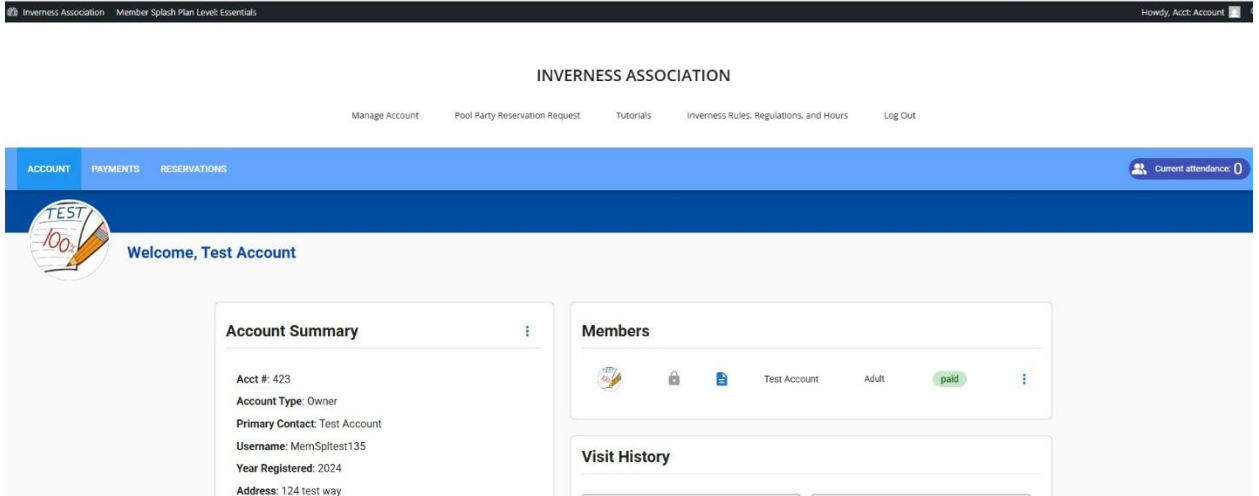 Inverness Association Member Splash Plan Level: Essentials Howdy, Acct: Account
INVERNESS ASSOCIATION
Manage Account Pool Party Reservation Request Tutorials Inverness Rules, Regulations, and Hours Log Out
ACCOUNT PAYMENTS RESERVATIONS Current attendance: 0
TEST
100%
Welcome, Test Account
Account Summary
Acct #: 423
Account Type: Owner
Primary Contact: Test Account
Username: MemSpltest135
Year Registered: 2024
Address: 124 test way
Members
Test Account Adult paid
Visit History